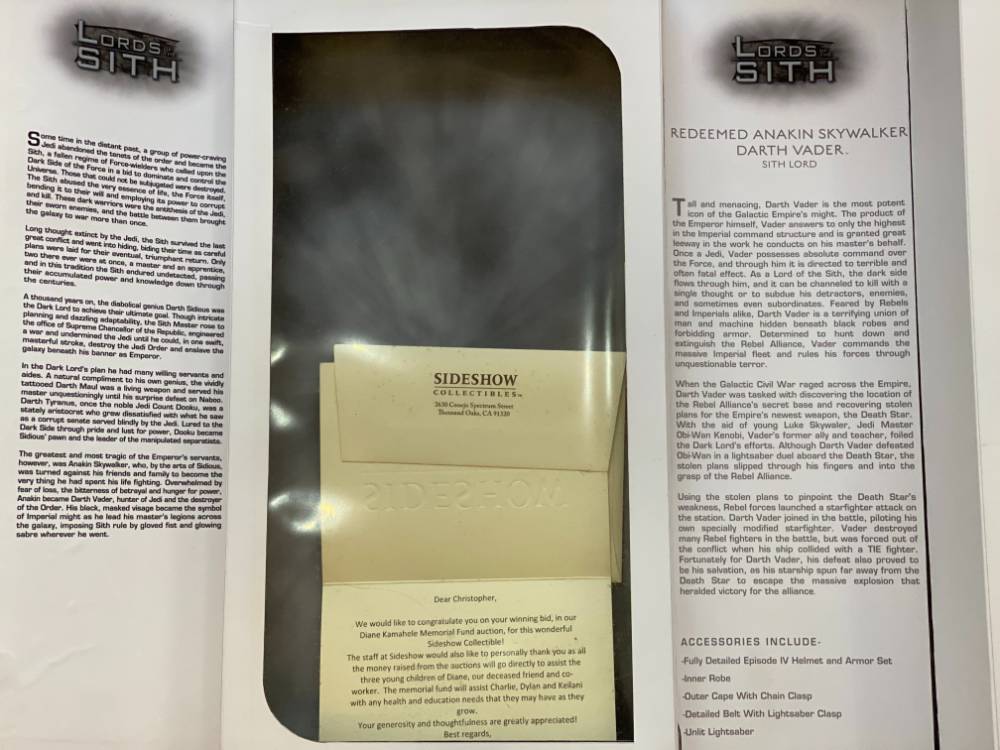 LORDS OF THE
SITH
Some time in the distant past, a group of power-craving
Jedi abandoned the tenets of the order and became the
Sith, a fallen regime of Force-wielders who called upon the
Dark Side of the Force in a bid to dominate and control the
Universe. Those that could not be subjugated were destroyed.
The Sith abused the very essence of life, the Force itself,
bending it to their will and employing its power to corrupt
and kill. These dark warriors were the antithesis of the Jedi,
their sworn enemies, and the battle between them brought
the galaxy to war more than once.
Long thought extinct by the Jedi, the Sith survived the last
great conflict and went into hiding, biding their time as careful
plans were laid for their eventual, triumphant return. Only
two there ever were at once, a master and an apprentice,
and in this tradition the Sith endured undetected, passing
their accumulated power and knowledge down through
the centuries.
A thousand years on, the diabolical genius Darth Sidious was
the Dark Lord to achieve their ultimate goal. Though intricate
planning and dazzling adaptability, the Sith Master rose to
the office of Supreme Chancellor of the Republic, engineered
a war and undermined the Jedi until he could, in one swift,
masterful stroke, destroy the Jedi Order and enslave the
galaxy beneath his banner as Emperor.
In the Dark Lord's plan he had many willing servants and
aides. A natural compliment to his own genius, the vividly
tattooed Darth Maul was a living weapon and served his
master unquestioningly until his surprise defeat on Naboo.
Darth Tyranus, once the noble Jedi Count Dooku, was a
stately aristocrat who grew dissatisfied with what he saw
as a corrupt senate served blindly by the Jedi. Lured to the
Dark Side through pride and lust for power, Dooku became
Sidious' pawn and the leader of the manipulated separatists.
The greatest and most tragic of the Emperor's servants,
however, was Anakin Skywalker, who, by the arts of Sidious,
was turned against his friends and family to become the
very thing he had spent his life fighting. Overwhelmed by
fear of loss, the bitterness of betrayal and hunger for power,
Anakin became Darth Vader, hunter of Jedi and the destroyer
of the Order. His black, masked visage became the symbol
of Imperial might as he lead his master's legions across
the galaxy, imposing Sith rule by gloved fist and glowing
sabre wherever he went.
SIDESHOW
COLLECTIBLES™
2630 Conejo Spectrum Street
Thousand Oaks, CA 91320
SIDESHOW
Dear Christopher,
We would like to congratulate you on your winning bid, in our
Diane Kamahele Memorial Fund auction, for this wonderful
Sideshow Collectible!
The staff at Sideshow would also like to personally thank you as all
the money raised from the auctions will go directly to assist the
three young children of Diane, our deceased friend and co-
worker. The memorial fund will assist Charlie, Dylan and Keilani
with any health and education needs that they may have as they
grow.
Your generosity and thoughtfulness are greatly appreciated!
Best regards,
LORDS OF THE
SITH
REDEEMED ANAKIN SKYWALKER
DARTH VADER.
SITH LORD
Tall and menacing, Darth Vader is the most potent
icon of the Galactic Empire's might. The product of
the Emperor himself, Vader answers to only the highest
in the Imperial command structure and is granted great
leeway in the work he conducts on his master's behalf.
Once a Jedi, Vader possesses absolute command over
the Force, and through him it is directed to terrible and
often fatal effect. As a Lord of the Sith, the dark side
flows through him, and it can be channeled to kill with a
single thought or to subdue his detractors, enemies,
and sometimes even subordinates. Feared by Rebels
and Imperials alike, Darth Vader is a terrifying union of
man and machine hidden beneath black robes and
forbidding armor. Determined to hunt down and
extinguish the Rebel Alliance, Vader commands the
massive Imperial fleet and rules his forces through
unquestionable terror.
When the Galactic Civil War raged across the Empire,
Darth Vader was tasked with discovering the location of
the Rebel Alliance's secret base and recovering stolen
plans for the Empire's newest weapon, the Death Star.
With the aid of young Luke Skywaler, Jedi Master
Obi-Wan Kenobi, Vader's former ally and teacher, foiled
the Dark Lord's efforts. Although Darth Vader defeated
Obi-Wan in a lightsaber duel aboard the Death Star, the
stolen plans slipped through his fingers and into the
grasp of the Rebel Alliance.
Using the stolen plans to pinpoint the Death Star's
weakness, Rebel forces launched a starfighter attack on
the station. Darth Vader joined in the battle, piloting his
own specially modified starfighter. Vader destroyed
many Rebel fighters in the battle, but was forced out of
the conflict when his ship collided with a TIE fighter.
Fortunately for Darth Vader, his defeat also proved to
be his salvation, as his starship spun far away from the
Death Star to escape the massive explosion that
heralded victory for the alliance.
ACCESSORIES INCLUDE-
-Fully Detailed Episode IV Helmet and Armor Set
-Inner Robe
-Outer Cape With Chain Clasp
-Detailed Belt With Lightsaber Clasp
-Unlit Lightsaber